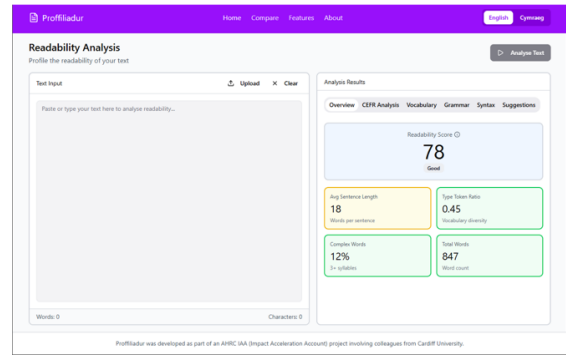 Proffiliadur
Home Compare Features About
English Cymraeg
Readability Analysis
Profile the readability of your text
Analyse Text
Text Input
Upload
Clear
Paste or type your text here to analyse readability...
Words: 0
Characters: 0
Analysis Results
Overview CEFR Analysis Vocabulary Grammar Syntax Suggestions
Readability Score
78
Good
Avg Sentence Length
18
Words per sentence
Type Token Ratio
0.45
Vocabulary diversity
Complex Words
12%
3+ syllables
Total Words
847
Word count
Proffiliadur was developed as part of an AHRC IAA (Impact Acceleration Account) project involving colleagues from Cardiff University.